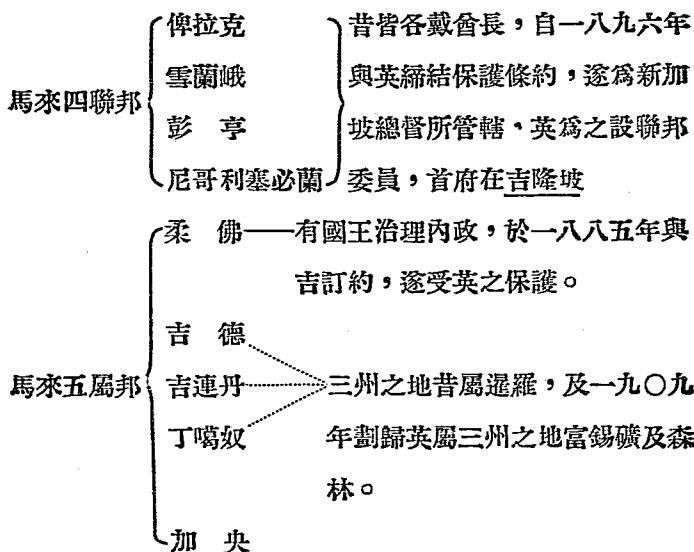 馬來四聯邦
俾拉克
雪蘭峨
彭 亨
尼哥利塞必蘭
昔皆各戴酋長，自一八九六年
與英締結保護條約，遂爲新加
坡總督所管轄，英爲之設聯邦
委員，首府在吉隆坡
馬來五屬邦
柔 佛——有國王治理內政，於一八八五年與
吉訂約，遂受英之保護。
吉 德
吉連丹
丁噶奴
三州之地昔屬暹羅，及一九〇九
年劃歸英屬三州之地富錫礦及森
林。
加 央